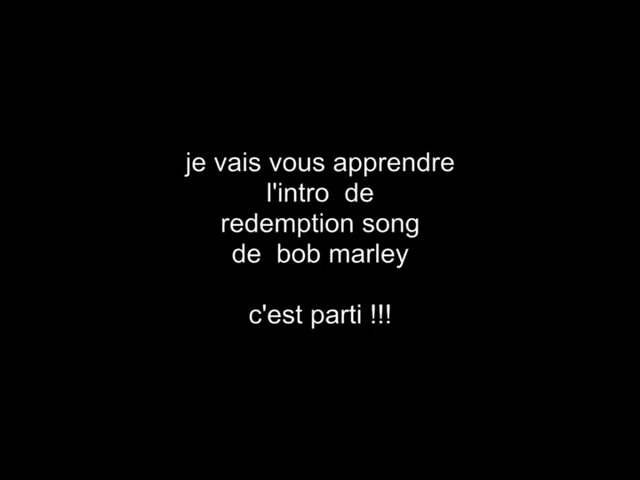 je vais vous apprendre
l'intro  de
redemption song
de  bob marley
c'est parti !!!